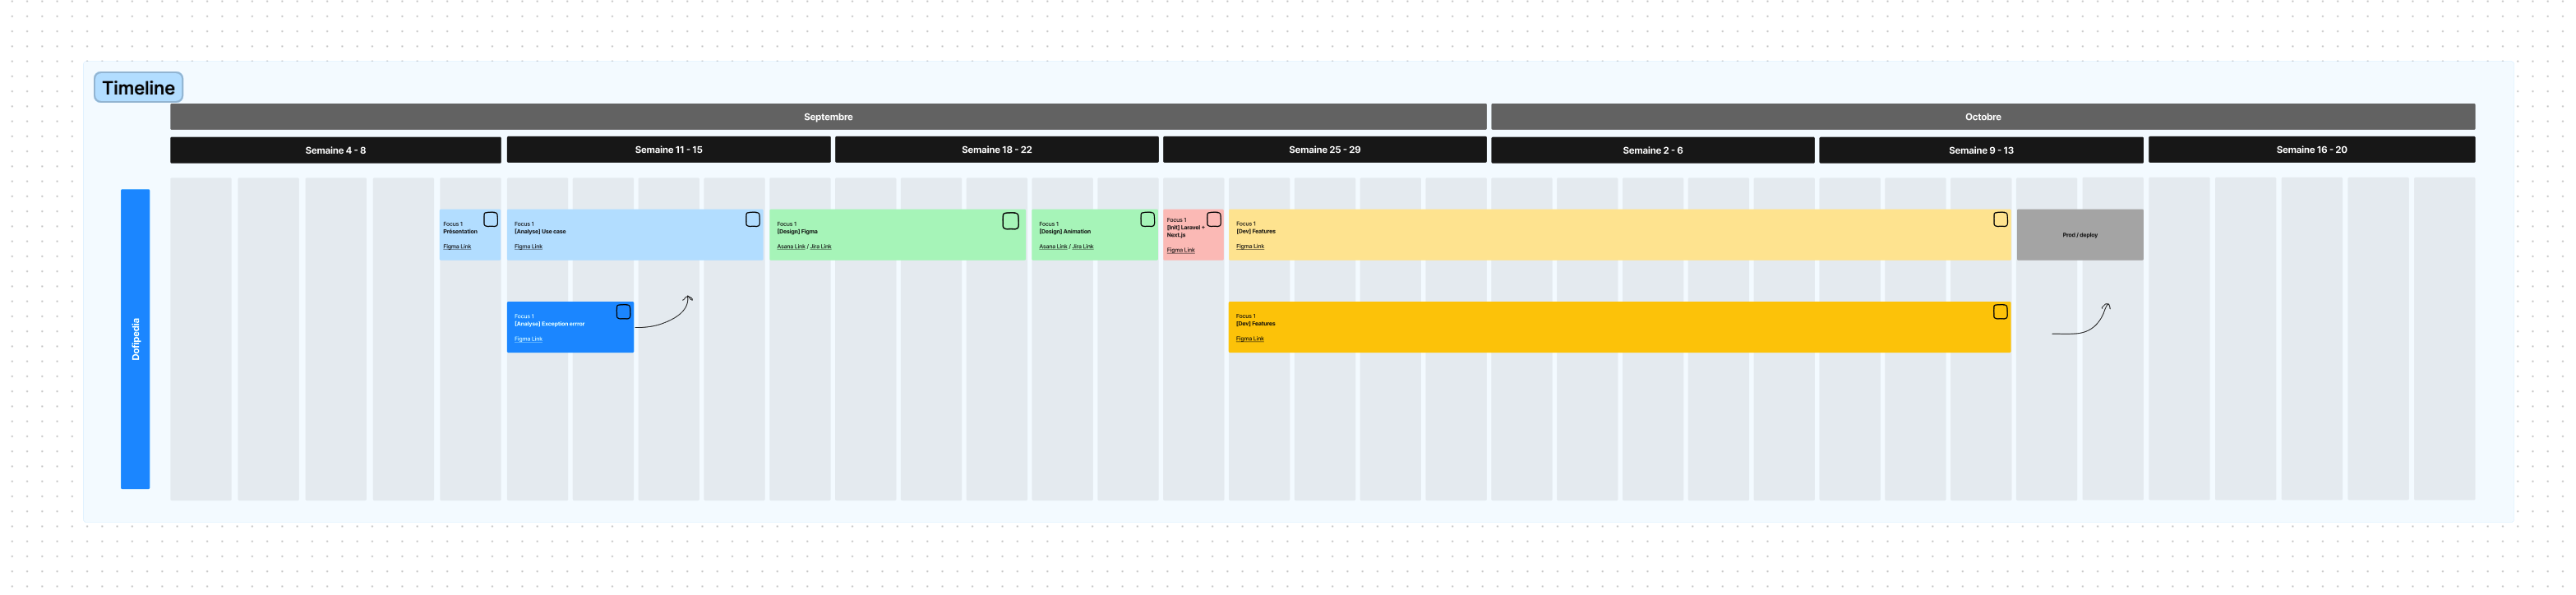 Timeline
Septembre
Octobre
Semaine 4 - 8
Semaine 11 - 15
Semaine 18 - 22
Semaine 25 - 29
Semaine 2 - 6
Semaine 9 - 13
Semaine 16 - 20
Dofipedia
Focus 1
Présentation
Figma Link
Focus 1
[Analyse] Use case
Figma Link
Focus 1
[Design] Figma
Asana Link / Jira Link
Focus 1
[Design] Animation
Asana Link / Jira Link
Focus 1
[Init] Laravel +
Next.js
Figma Link
Focus 1
[Dev] Features
Figma Link
Prod / deploy
Focus 1
[Analyse] Exception error
Figma Link
Focus 1
[Dev] Features
Figma Link